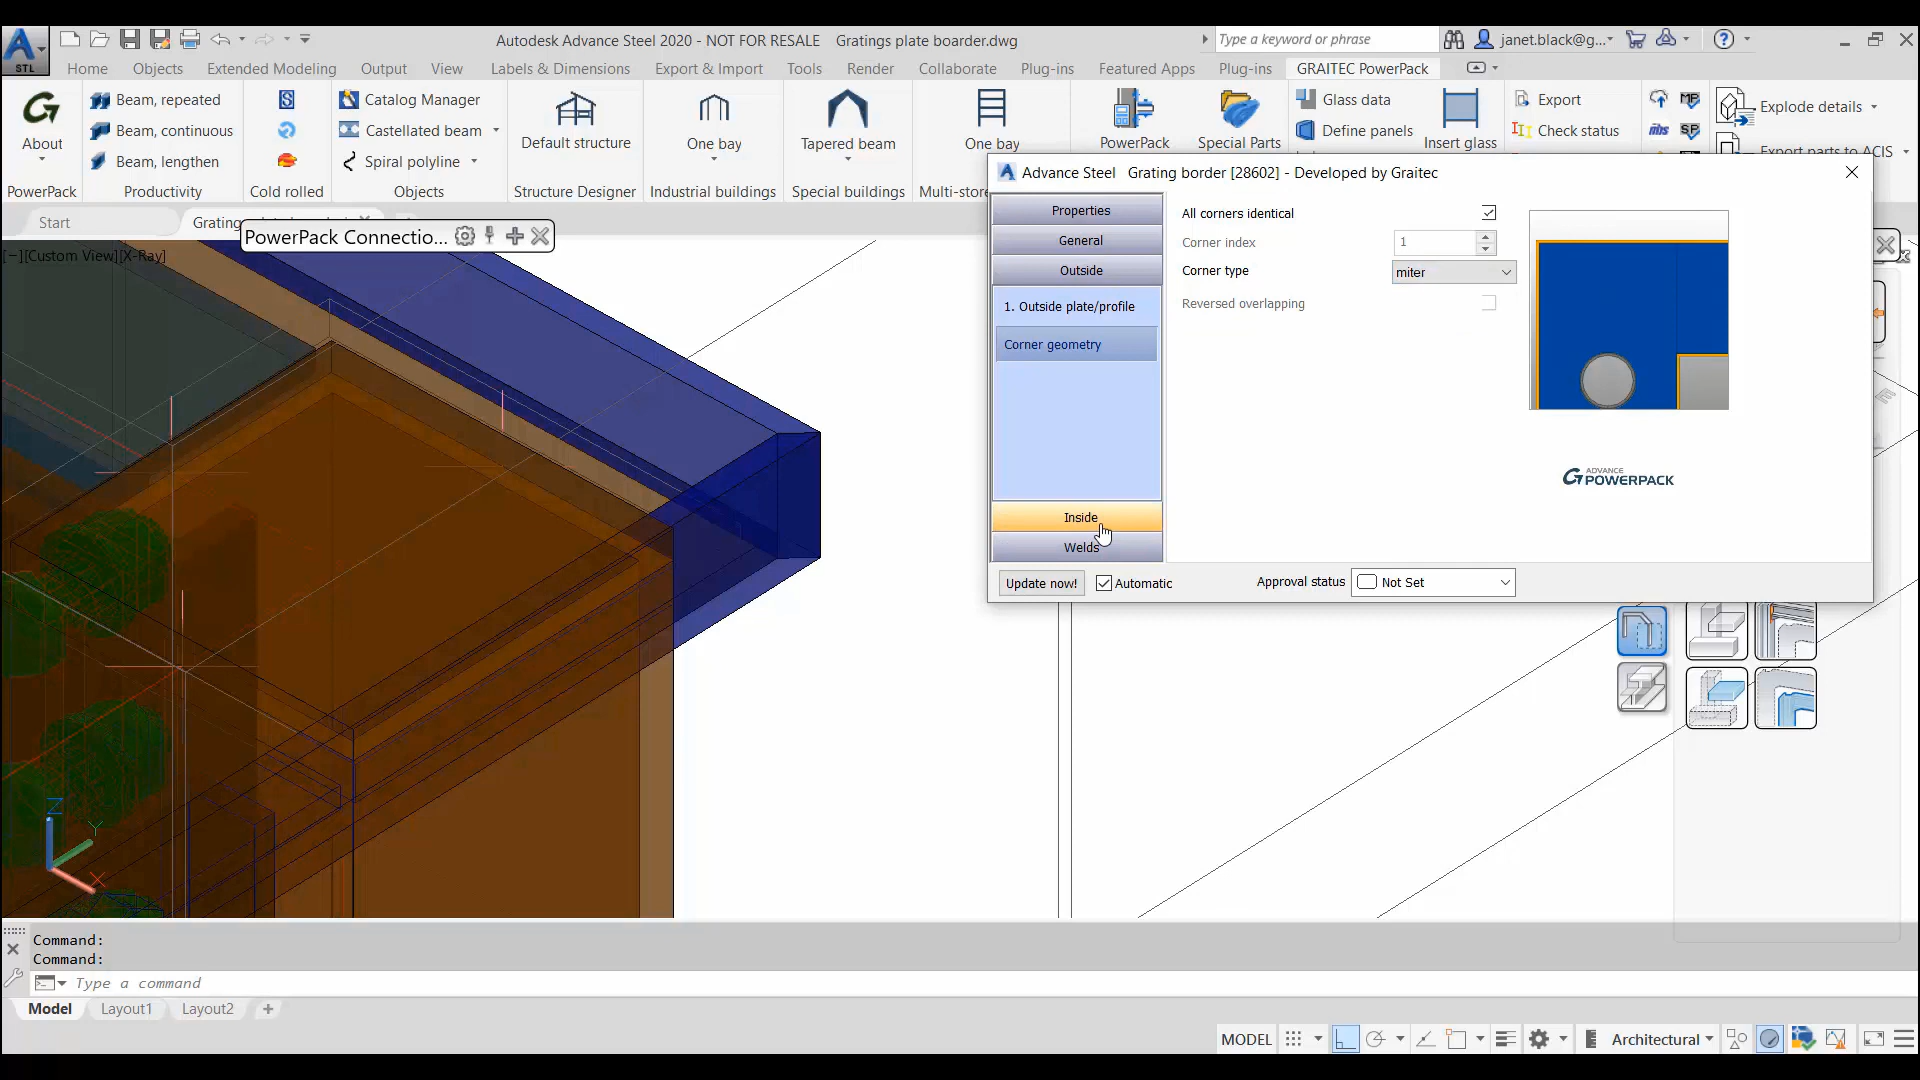 Autodesk Advance Steel 2020 - NOT FOR RESALE Gratings plate boarder.dwg
Type a keyword or phrase
janet.black@g...
STL
Home Objects Extended Modeling Output View Labels & Dimensions Export & Import Tools Render Collaborate Plug-ins Featured Apps Plug-ins GRAITEC PowerPack
About
PowerPack
Beam, repeated
Beam, continuous
Beam, lengthen
Productivity
Cold rolled
Catalog Manager
Castellated beam
Spiral polyline
Objects
Default structure
Structure Designer
One bay
Industrial buildings
Tapered beam
Special buildings
One bay
PowerPack
Special Parts
Glass data
Define panels
Insert glass
Export
Check status
Explode details
Start
PowerPack Connectio...
[−][Custom View][X-Ray]
Advance Steel Grating border [28602] - Developed by Graitec
Properties
General
Outside
1. Outside plate/profile
Corner geometry
Inside
Welds
All corners identical
Corner index 1
Corner type miter
Reversed overlapping
ADVANCE
POWERPACK
Update now! Automatic Approval status Not Set
Z
Y
X
Command:
Command:
Type a command
Model Layout1 Layout2 +
MODEL
Architectural